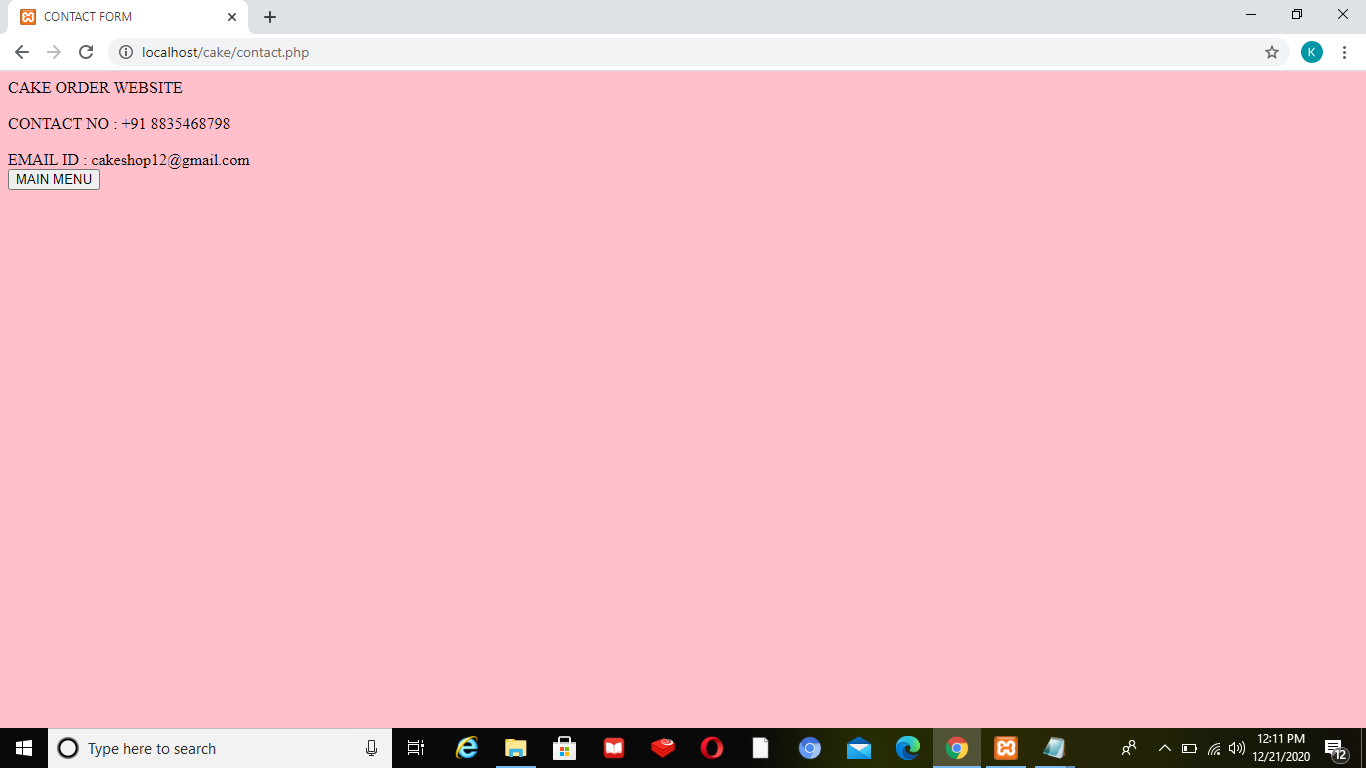 CONTACT FORM
localhost/cake/contact.php
K
CAKE ORDER WEBSITE
CONTACT NO : +91 8835468798
EMAIL ID : cakeshop12@gmail.com
MAIN MENU
Type here to search
12:11 PM
12/21/2020
12